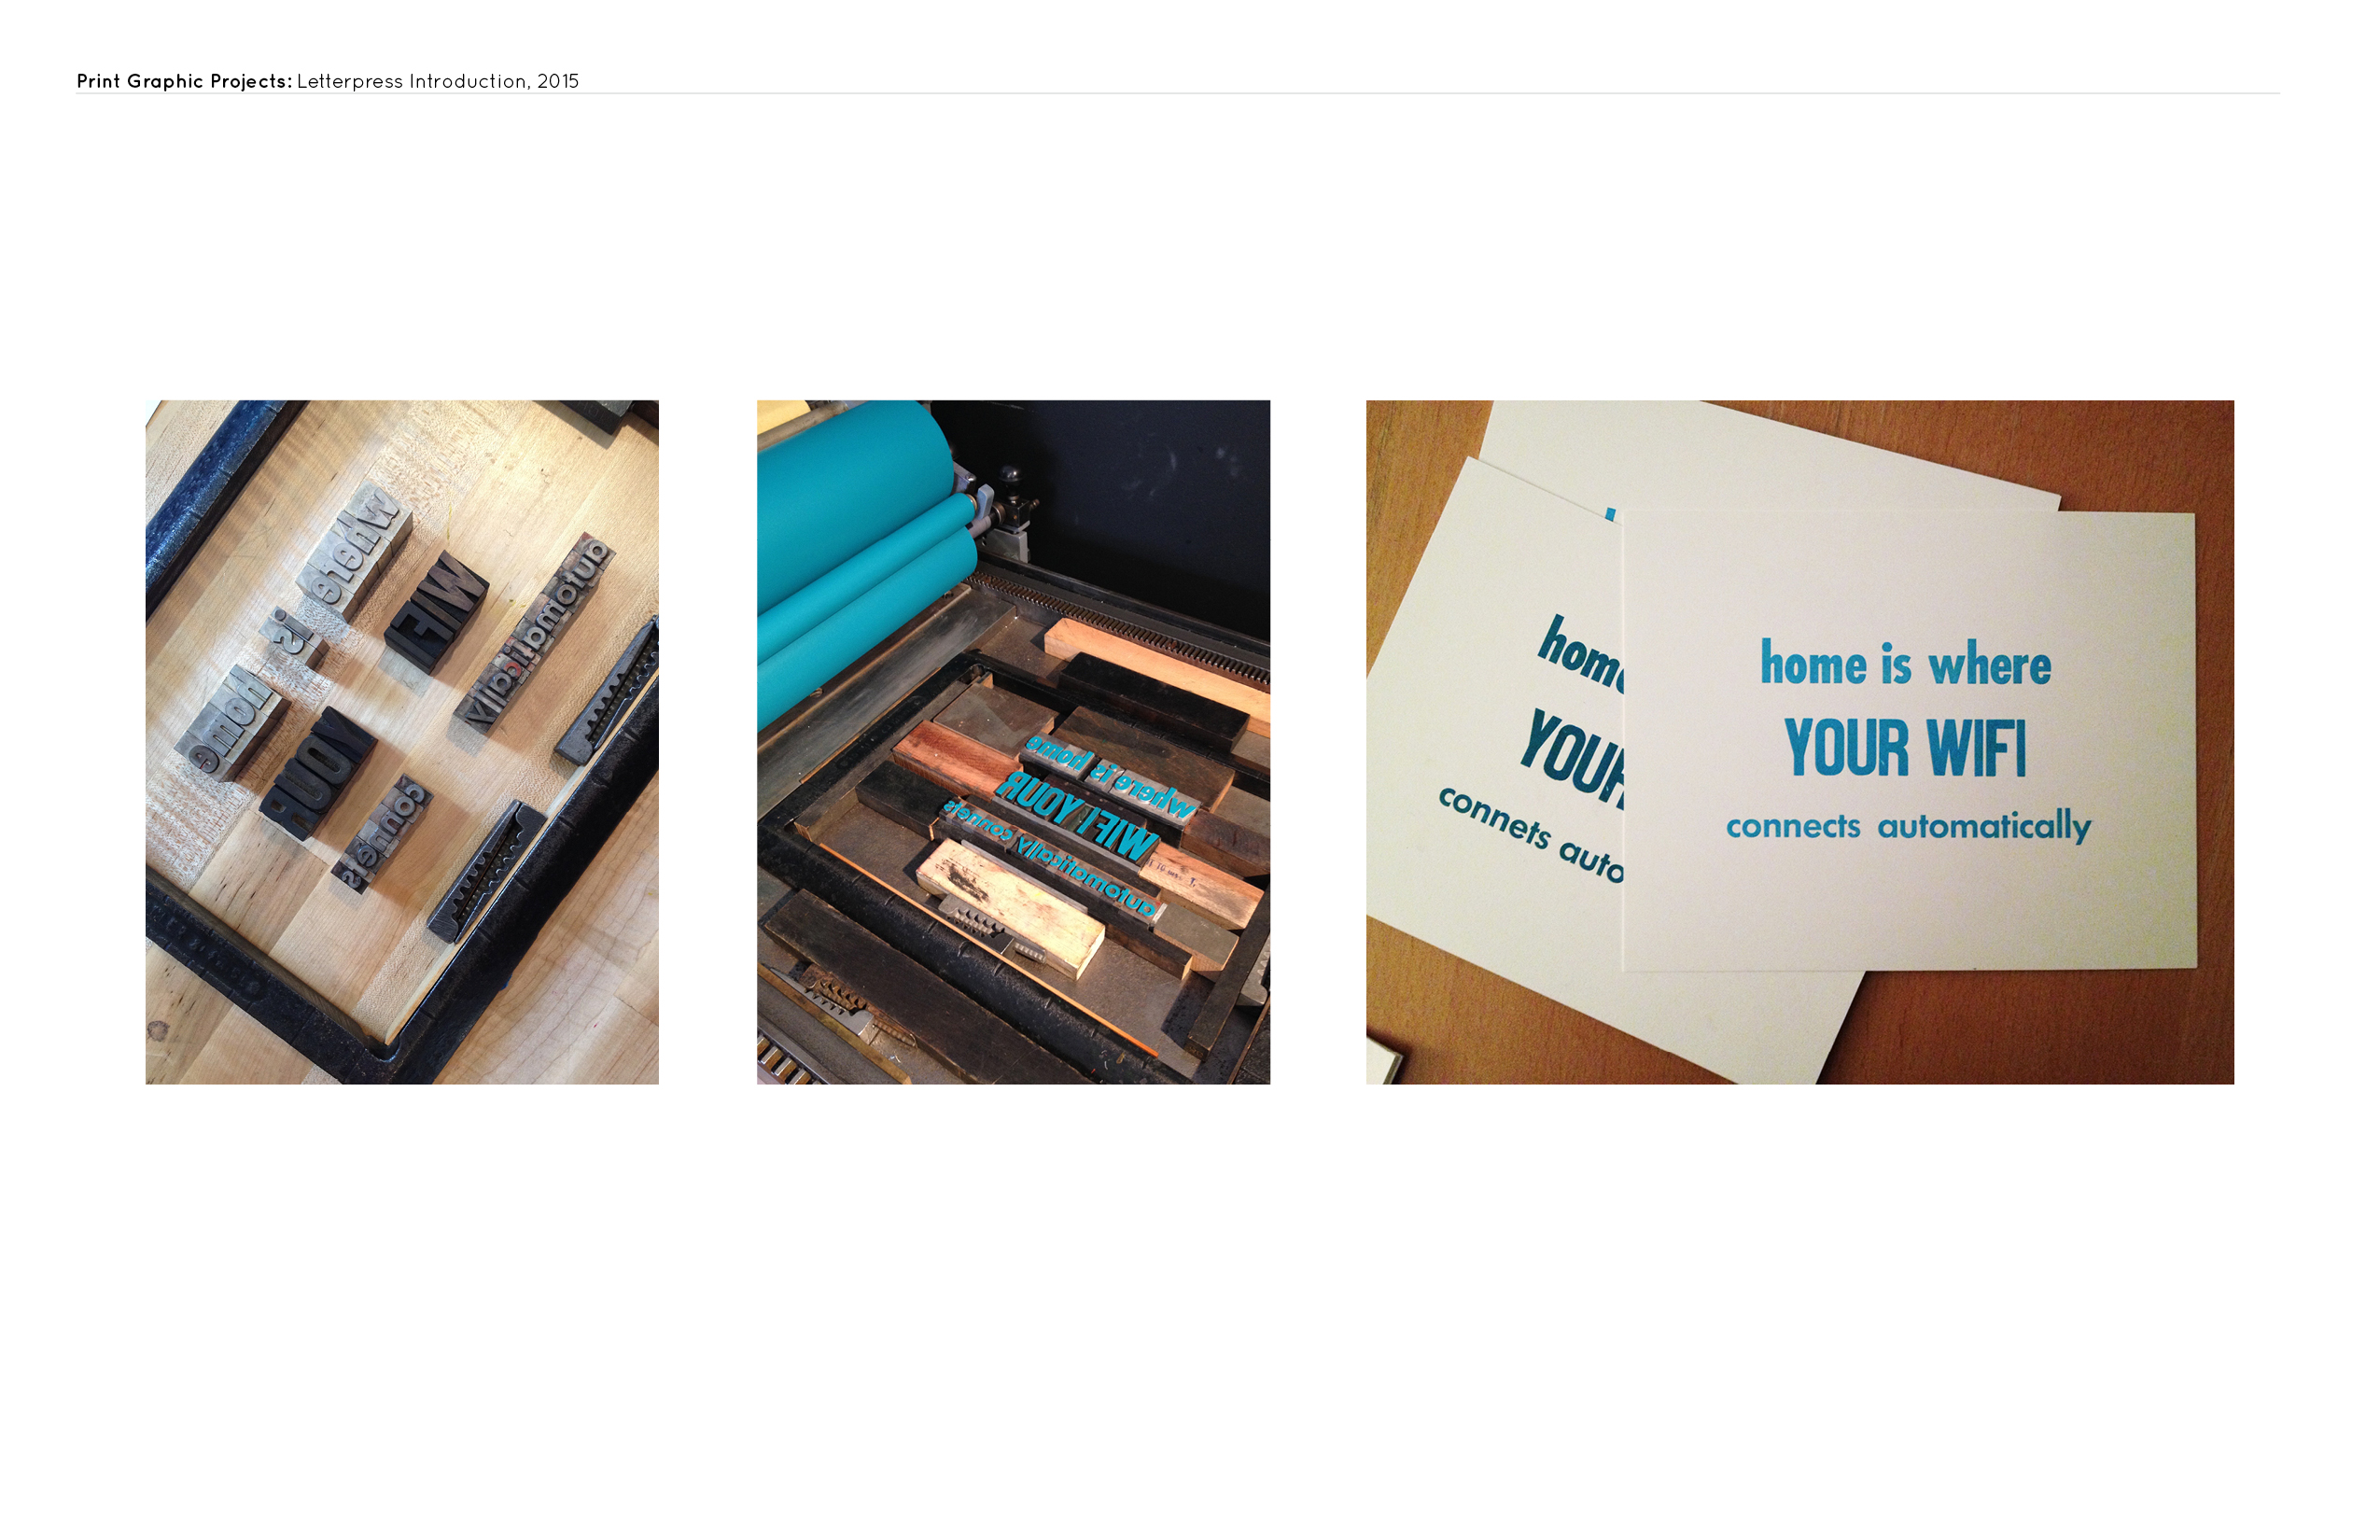 Print Graphic Projects: Letterpress Introduction, 2015
home is where
YOUR WIFI
connets automatically
home is where
YOUR WIFI
connets automatically
home
YOUR
connets auto
home is where
YOUR WIFI
connects automatically